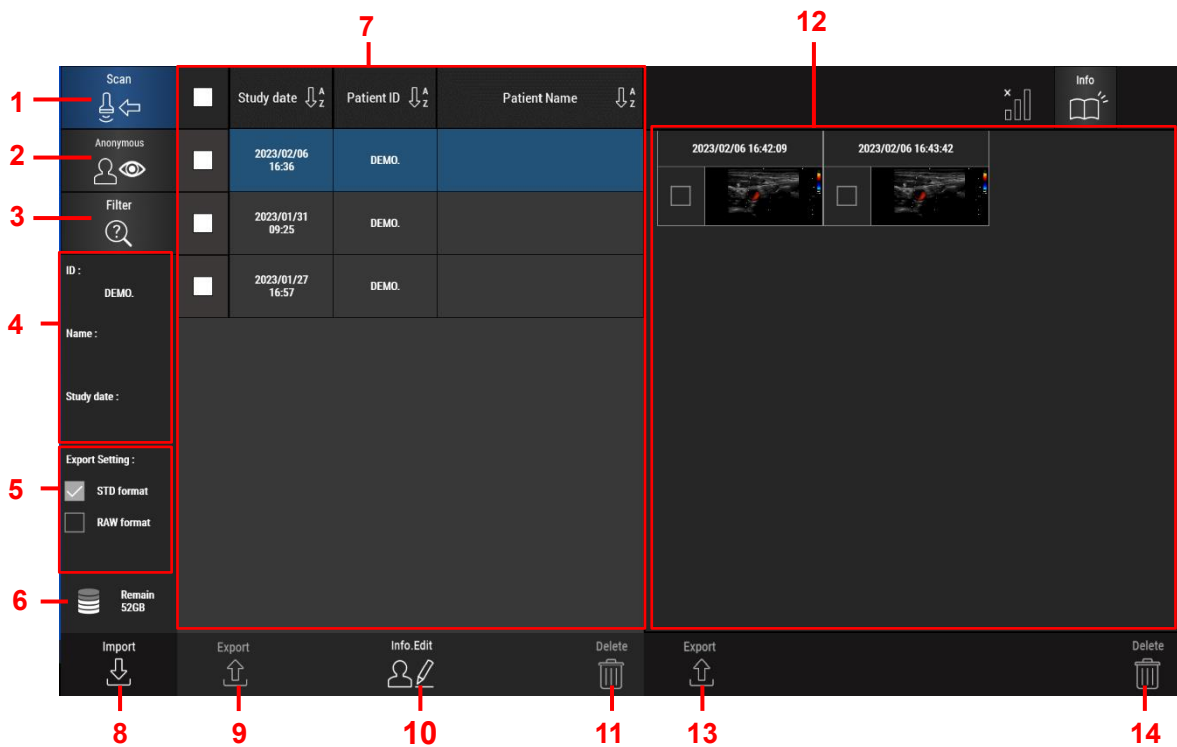 7
12
Scan
1
Study date
A
Z
Patient ID
A
Z
Patient Name
A
Z
x
Info
Anonymous
2
2023/02/06
16:36
DEMO.
2023/02/06 16:42:09
2023/02/06 16:43:42
Filter
3
?
2023/01/31
09:25
DEMO.
ID :
DEMO.
2023/01/27
16:57
DEMO.
4
Name :
Study date :
Export Setting :
5
STD format
RAW format
6
Remain
52GB
Import
Export
Info.Edit
Delete
Export
Delete
8
9
10
11
13
14